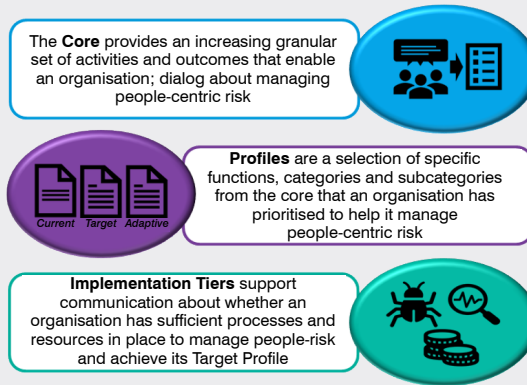 The Core provides an increasing granular
set of activities and outcomes that enable
an organisation; dialog about managing
people-centric risk
Profiles are a selection of specific
functions, categories and subcategories
from the core that an organisation has
prioritised to help it manage
people-centric risk
Current Target Adaptive
Implementation Tiers support
communication about whether an
organisation has sufficient processes and
resources in place to manage people-risk
and achieve its Target Profile